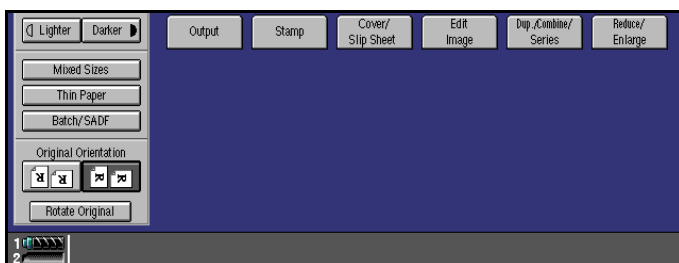 Lighter Darker
Mixed Sizes
Thin Paper
Batch/SADF
Original Orientation
R R R R
Rotate Original
Output
Stamp
Cover/
Slip Sheet
Edit
Image
Dup./Combine/
Series
Reduce/
Enlarge
1
2